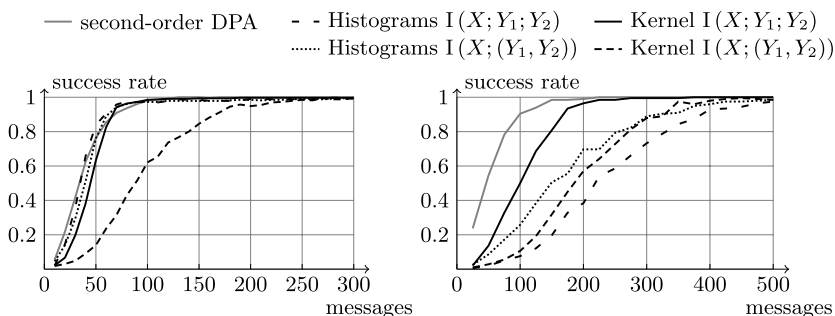 second-order DPA
Histograms I (X; Y1; Y2)
Kernel I (X; Y1; Y2)
Histograms I (X; (Y1, Y2))
Kernel I (X; (Y1, Y2))
success rate
1
0.8
0.6
0.4
0.2
0 50 100 150 200 250 300
messages
success rate
1
0.8
0.6
0.4
0.2
0 100 200 300 400 500
messages